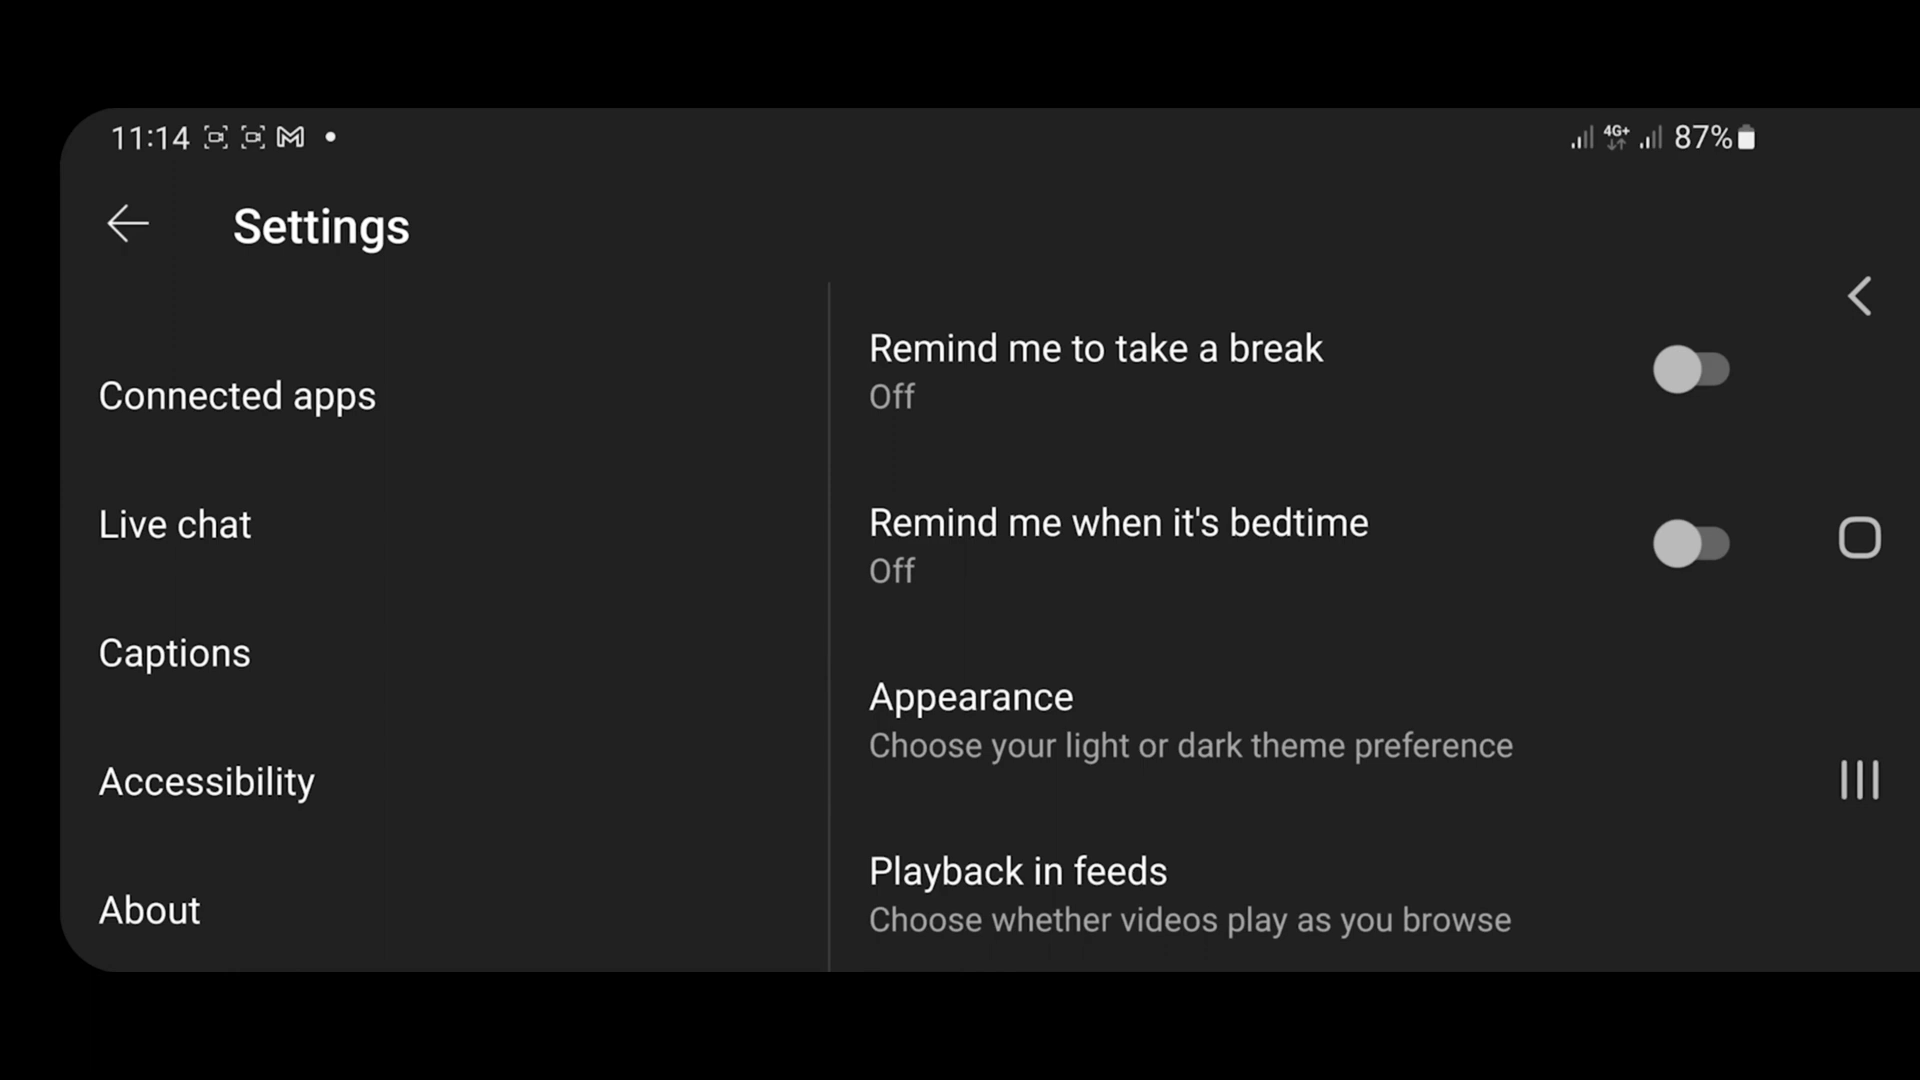 11:14
4G+ 87%
Settings
Connected apps
Live chat
Captions
Accessibility
About
Remind me to take a break
Off
Remind me when it's bedtime
Off
Appearance
Choose your light or dark theme preference
Playback in feeds
Choose whether videos play as you browse